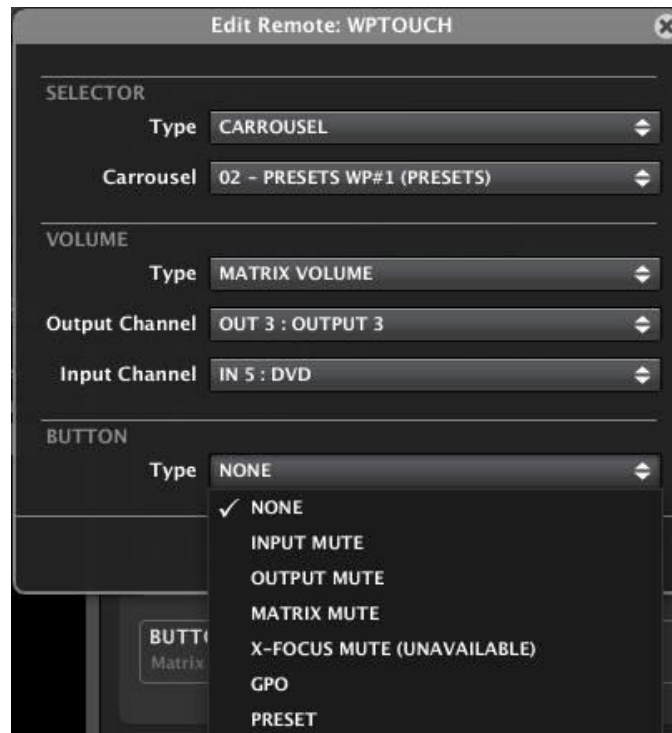 Edit Remote: WPTOUCH
SELECTOR
Type CARROUSEL
Carrousel 02 - PRESETS WP#1 (PRESETS)
VOLUME
Type MATRIX VOLUME
Output Channel OUT 3 : OUTPUT 3
Input Channel IN 5 : DVD
BUTTON
Type NONE
✓ NONE
INPUT MUTE
OUTPUT MUTE
MATRIX MUTE
X-FOCUS MUTE (UNAVAILABLE)
GPO
PRESET
Matrix